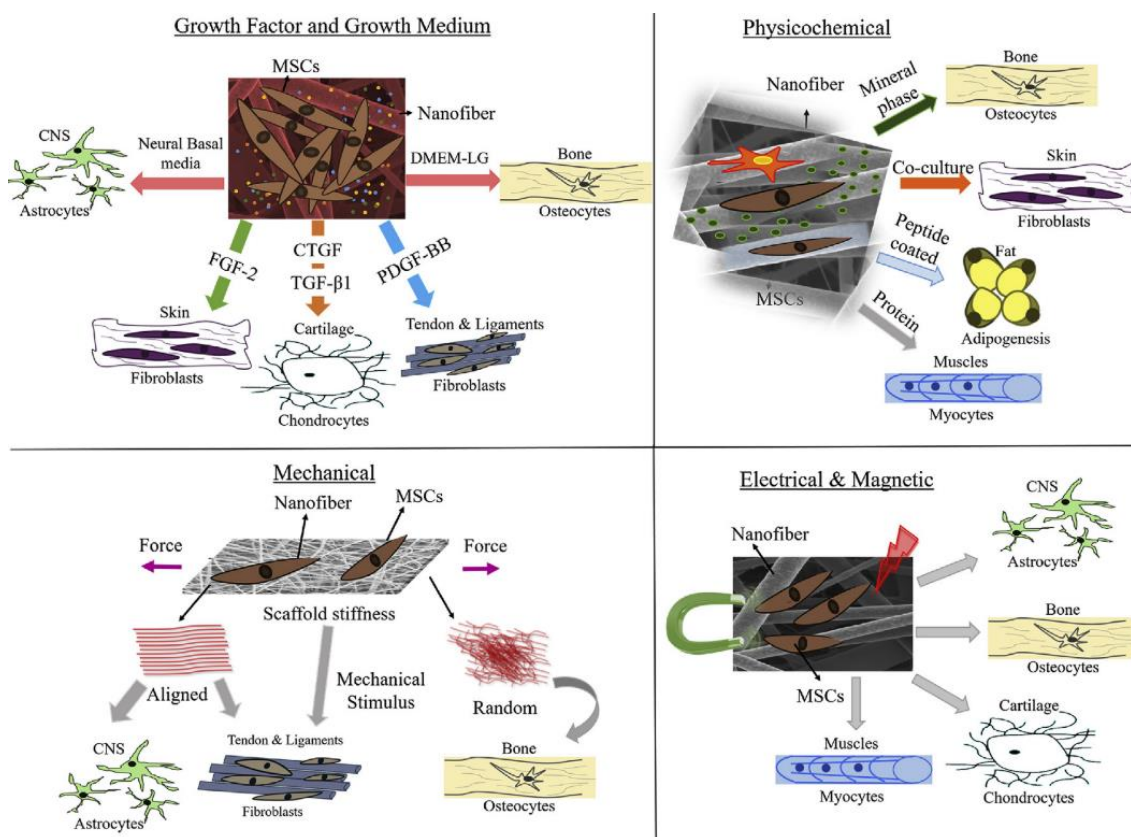 Growth Factor and Growth Medium
MSCs
Nanofiber
CNS
Neural Basal
media
Astrocytes
DMEM-LG
Bone
Osteocytes
FGF-2
CTGF
TGF-β1
PDGF-BB
Skin
Fibroblasts
Cartilage
Chondrocytes
Tendon & Ligaments
Fibroblasts
Physicochemical
Nanofiber
Mineral
phase
Bone
Osteocytes
Co-culture
Skin
Fibroblasts
Peptide
coated
Fat
Adipogenesis
MSCs
Protein
Muscles
Myocytes
Mechanical
Nanofiber
MSCs
Force
Force
Scaffold stiffness
Aligned
Mechanical
Stimulus
Random
CNS
Astrocytes
Tendon & Ligaments
Fibroblasts
Bone
Osteocytes
Electrical & Magnetic
Nanofiber
MSCs
CNS
Astrocytes
Bone
Osteocytes
Cartilage
Chondrocytes
Muscles
Myocytes